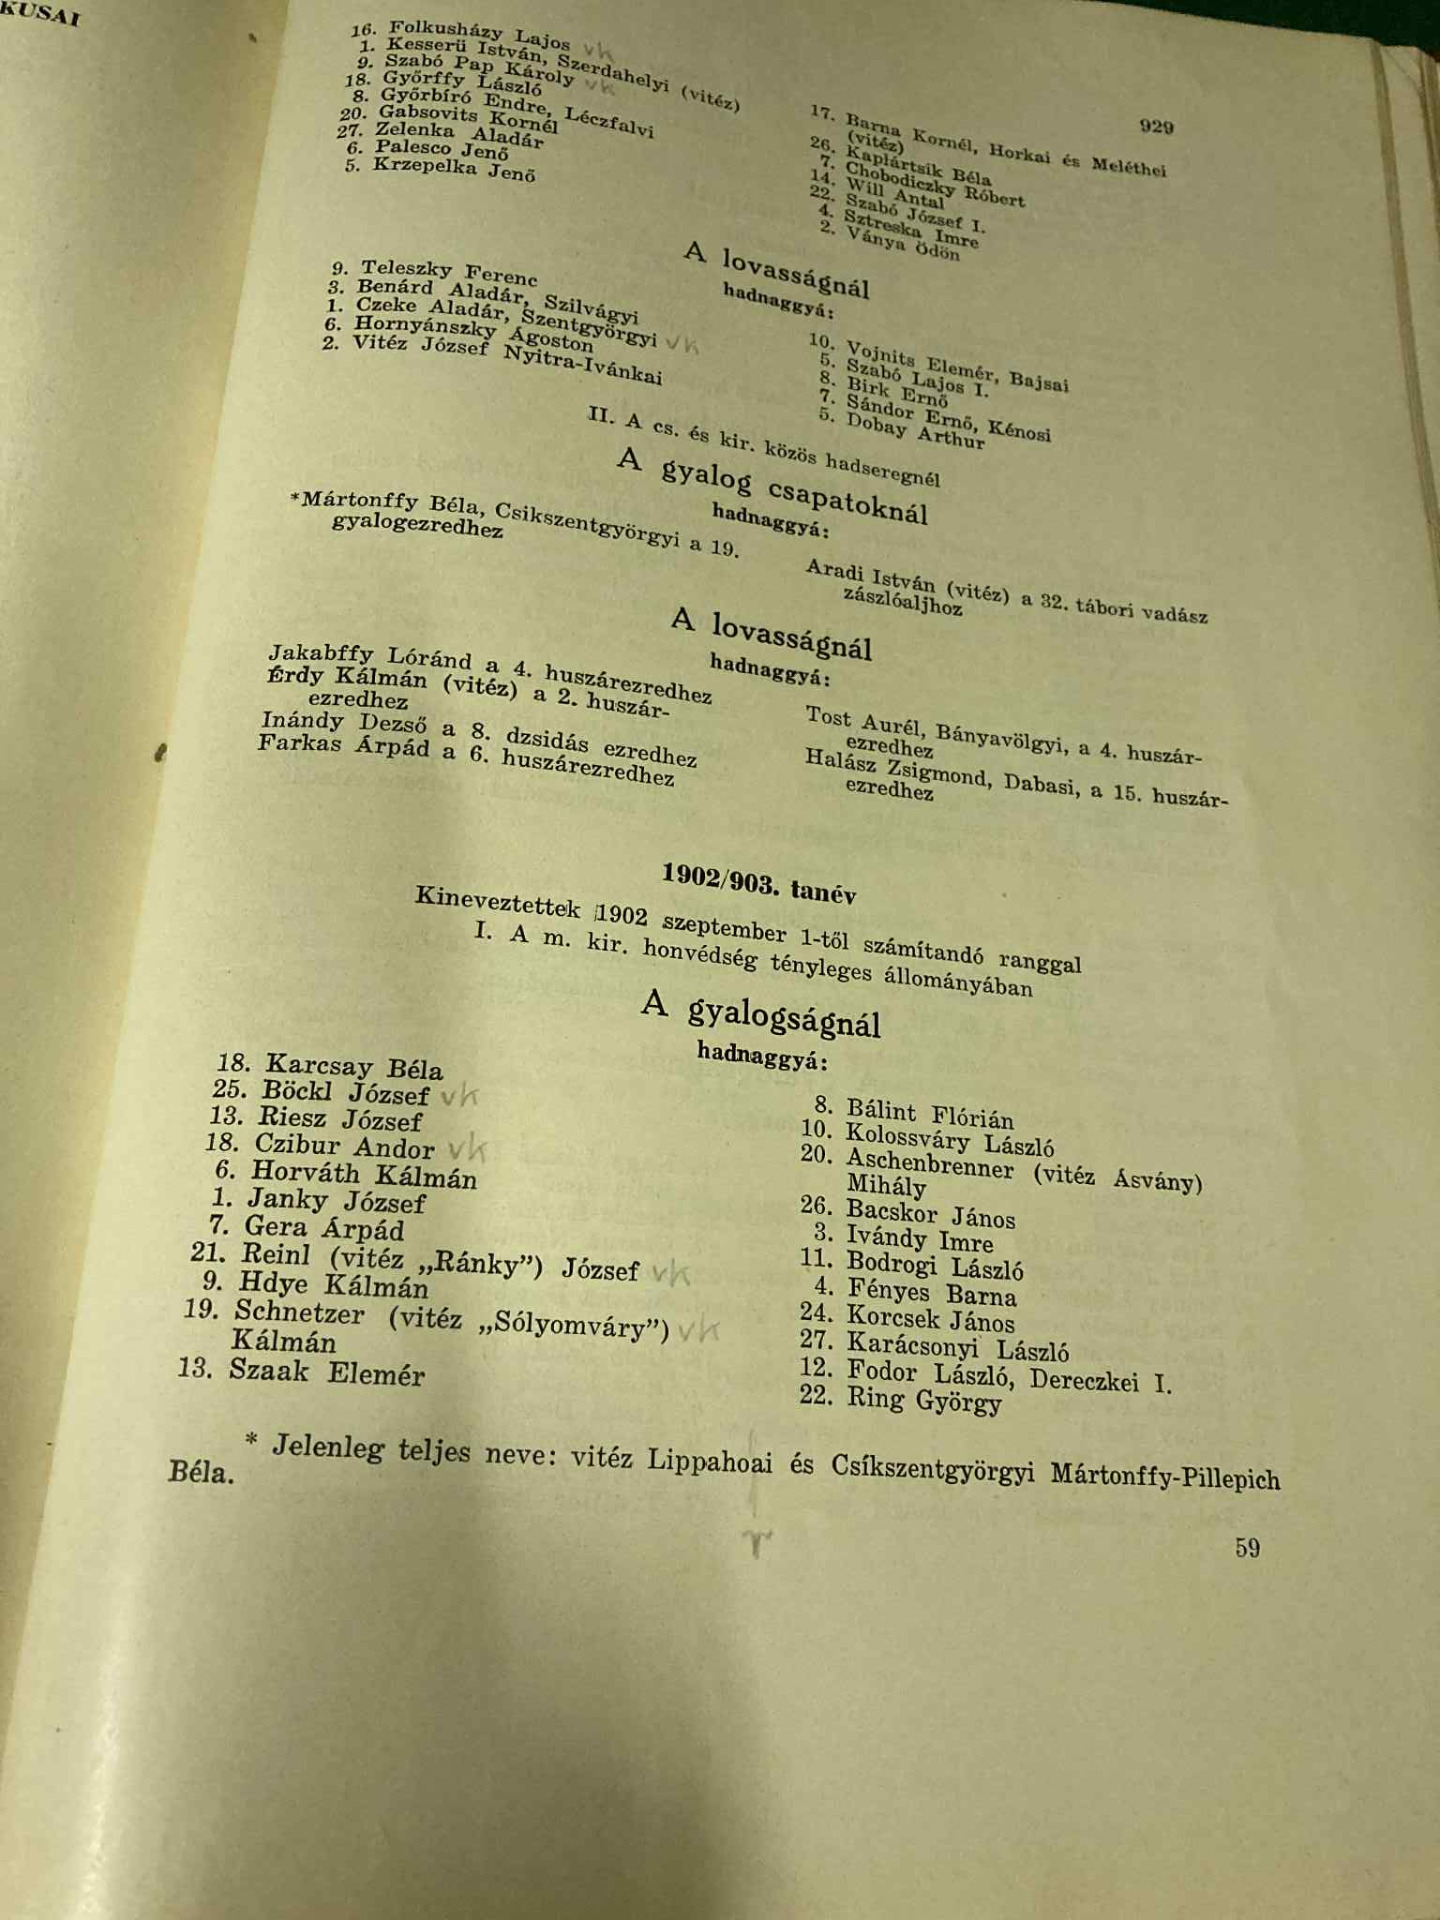 KUSAI
929
16. Folkusházy Lajos vk
1. Kesserü István, Szerdahelyi (vitéz)
9. Szabó Pap Károly vk
18. Győrffy László
8. Győrbíró Endre, Léczfalvi
20. Gabsovits Kornél
27. Zelenka Aladár
6. Palesco Jenő
5. Krzepelka Jenő
17. Barna Kornél, Horkai és Meléthei
(vitéz)
26. Kaplártsik Béla
7. Chobodiczky Róbert
14. Will Antal
22. Szabó József I.
4. Sztreska Imre
2. Ványa Ödön
A lovasságnál
hadnaggyá:
9. Teleszky Ferenc
3. Benárd Aladár, Szilvágyi
1. Czeke Aladár, Szentgyörgyi vk
6. Hornyánszky Ágoston
2. Vitéz József Nyitra-Ivánkai
10. Vojnits Elemér, Bajsai
5. Szabó Lajos I.
8. Birk Ernő
7. Sándor Ernő, Kénosi
5. Dobay Arthur
II. A cs. és kir. közös hadseregnél
A gyalog csapatoknál
hadnaggyá:
*Mártonffy Béla, Csikszentgyörgyi a 19.
gyalogezredhez
Aradi István (vitéz) a 32. tábori vadász
zászlóaljhoz
A lovasságnál
hadnaggyá:
Jakabffy Lóránd a 4. huszárezredhez
Érdy Kálmán (vitéz) a 2. huszár-
ezredhez
Inándy Dezső a 8. dzsidás ezredhez
Farkas Árpád a 6. huszárezredhez
Tost Aurél, Bányavölgyi, a 4. huszár-
ezredhez
Halász Zsigmond, Dabasi, a 15. huszár-
ezredhez
1902/903. tanév
Kineveztettek 1902 szeptember 1-től számítandó ranggal
I. A m. kir. honvédség tényleges állományában
A gyalogságnál
hadnaggyá:
18. Karcsay Béla
25. Böckl József vk
13. Riesz József
18. Czibur Andor vk
6. Horváth Kálmán
1. Janky József
7. Gera Árpád
21. Reinl (vitéz „Ránky”) József vk
9. Hdye Kálmán
19. Schnetzer (vitéz „Sólyomváry”) vk
Kálmán
13. Szaak Elemér
8. Bálint Flórián
10. Kolossváry László
20. Aschenbrenner (vitéz Ásvány)
Mihály
26. Bacskor János
3. Ivándy Imre
11. Bodrogi László
4. Fényes Barna
24. Korcsek János
27. Karácsonyi László
12. Fodor László, Dereczkei I.
22. Ring György
* Jelenleg teljes neve: vitéz Lippahoai és Csíkszentgyörgyi Mártonffy-Pillepich
Béla.
59